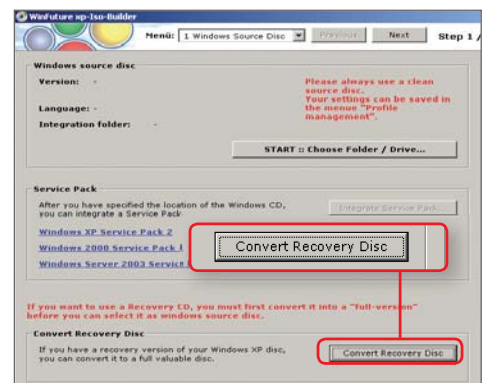 WinFuture xp-Iso-Builder
Menü: 1 Windows Source Disc Previous Next Step 1 /
Windows source disc
Version: -
Language: -
Integration folder: -
Please always use a clean
source disc.
Your settings can be saved in
the menue "Profile
management".
START :: Choose Folder / Drive...
Service Pack
After you have specified the location of the Windows CD,
you can integrate a Service Pack
Integrate Service Pack...
Windows XP Service Pack 2
Windows 2000 Service Pack
Windows Server 2003 Service
Convert Recovery Disc
If you want to use a Recovery CD, you must first convert it into a "full-version"
before you can select it as windows source disc.
Convert Recovery Disc
If you have a recovery version of your Windows XP disc,
you can convert it to a full valuable disc.
Convert Recovery Disc